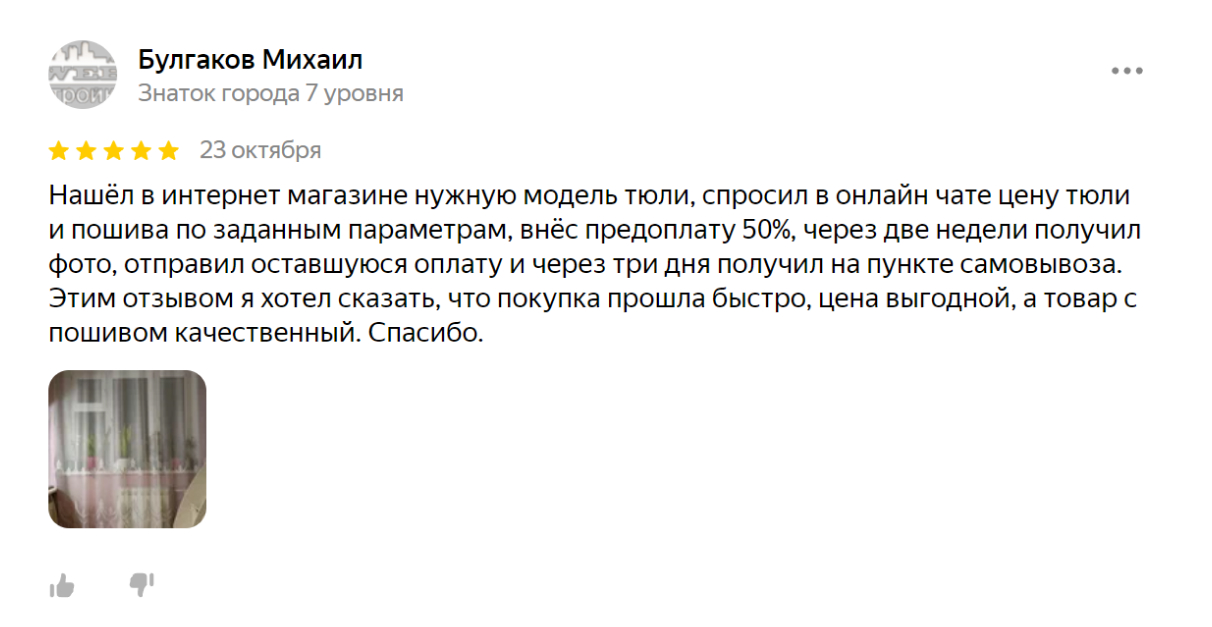 Булгаков Михаил
Знаток города 7 уровня
23 октября
Нашёл в интернет магазине нужную модель тюли, спросил в онлайн чате цену тюли
и пошива по заданным параметрам, внёс предоплату 50%, через две недели получил
фото, отправил оставшуюся оплату и через три дня получил на пункте самовывоза.
Этим отзывом я хотел сказать, что покупка прошла быстро, цена выгодной, а товар с
пошивом качественный. Спасибо.